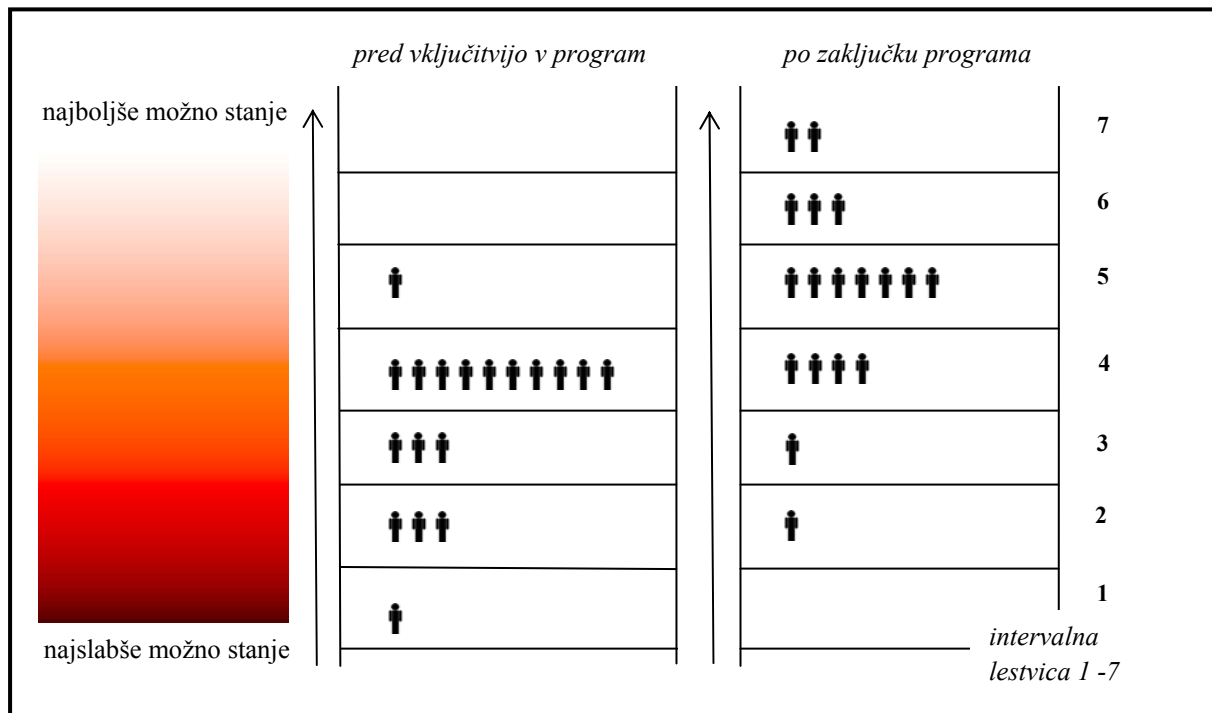 pred vključitvijo v program
po zaključku programa
najboljše možno stanje
7
6
5
4
3
2
1
najslabše možno stanje
intervalna
lestvica 1 -7